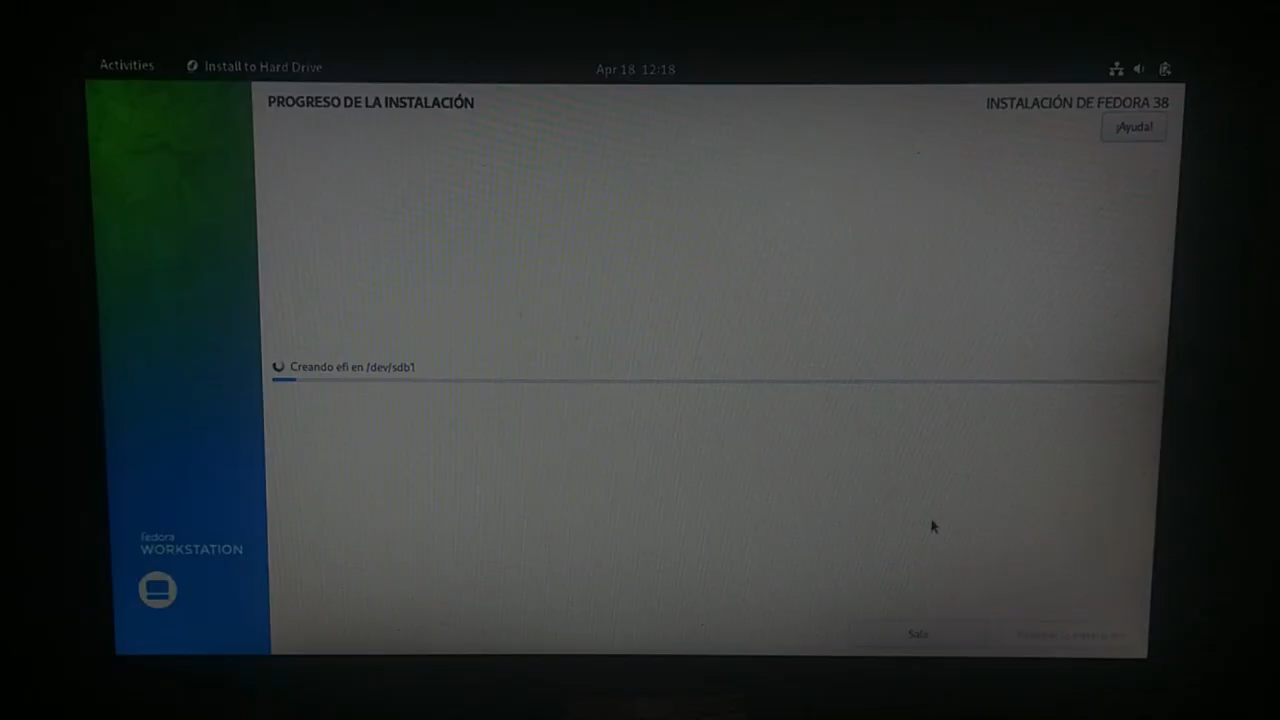 Activities
Install to Hard Drive
Apr 18 12:18
PROGRESO DE LA INSTALACIÓN
INSTALACIÓN DE FEDORA 38
¡Ayuda!
Creando efi en /dev/sdb1
fedora
WORKSTATION